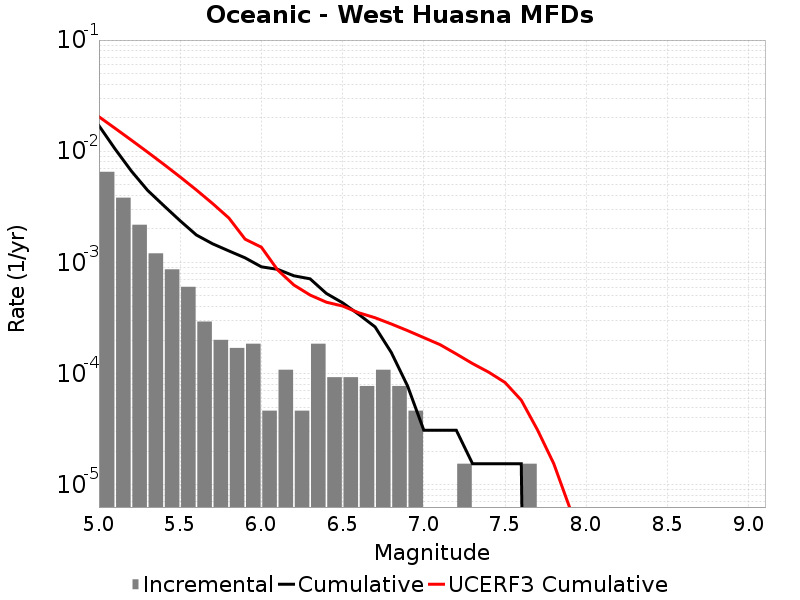 Oceanic - West Huasna MFDs
10-1
10-2
10-3
10-4
10-5
Rate (1/yr)
5.0 5.5 6.0 6.5 7.0 7.5 8.0 8.5 9.0
Magnitude
Incremental Cumulative UCERF3 Cumulative